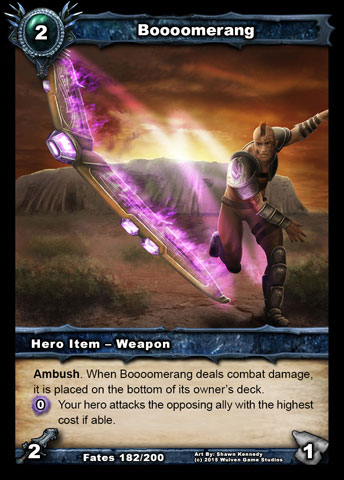 2
Boooomerang
Hero Item – Weapon
Ambush. When Boooomerang deals combat damage,
it is placed on the bottom of its owner's deck.
0 Your hero attacks the opposing ally with the highest
cost if able.
2
Fates 182/200
Art By: Shawn Kennedy
(c) 2015 Wulven Game Studios
1